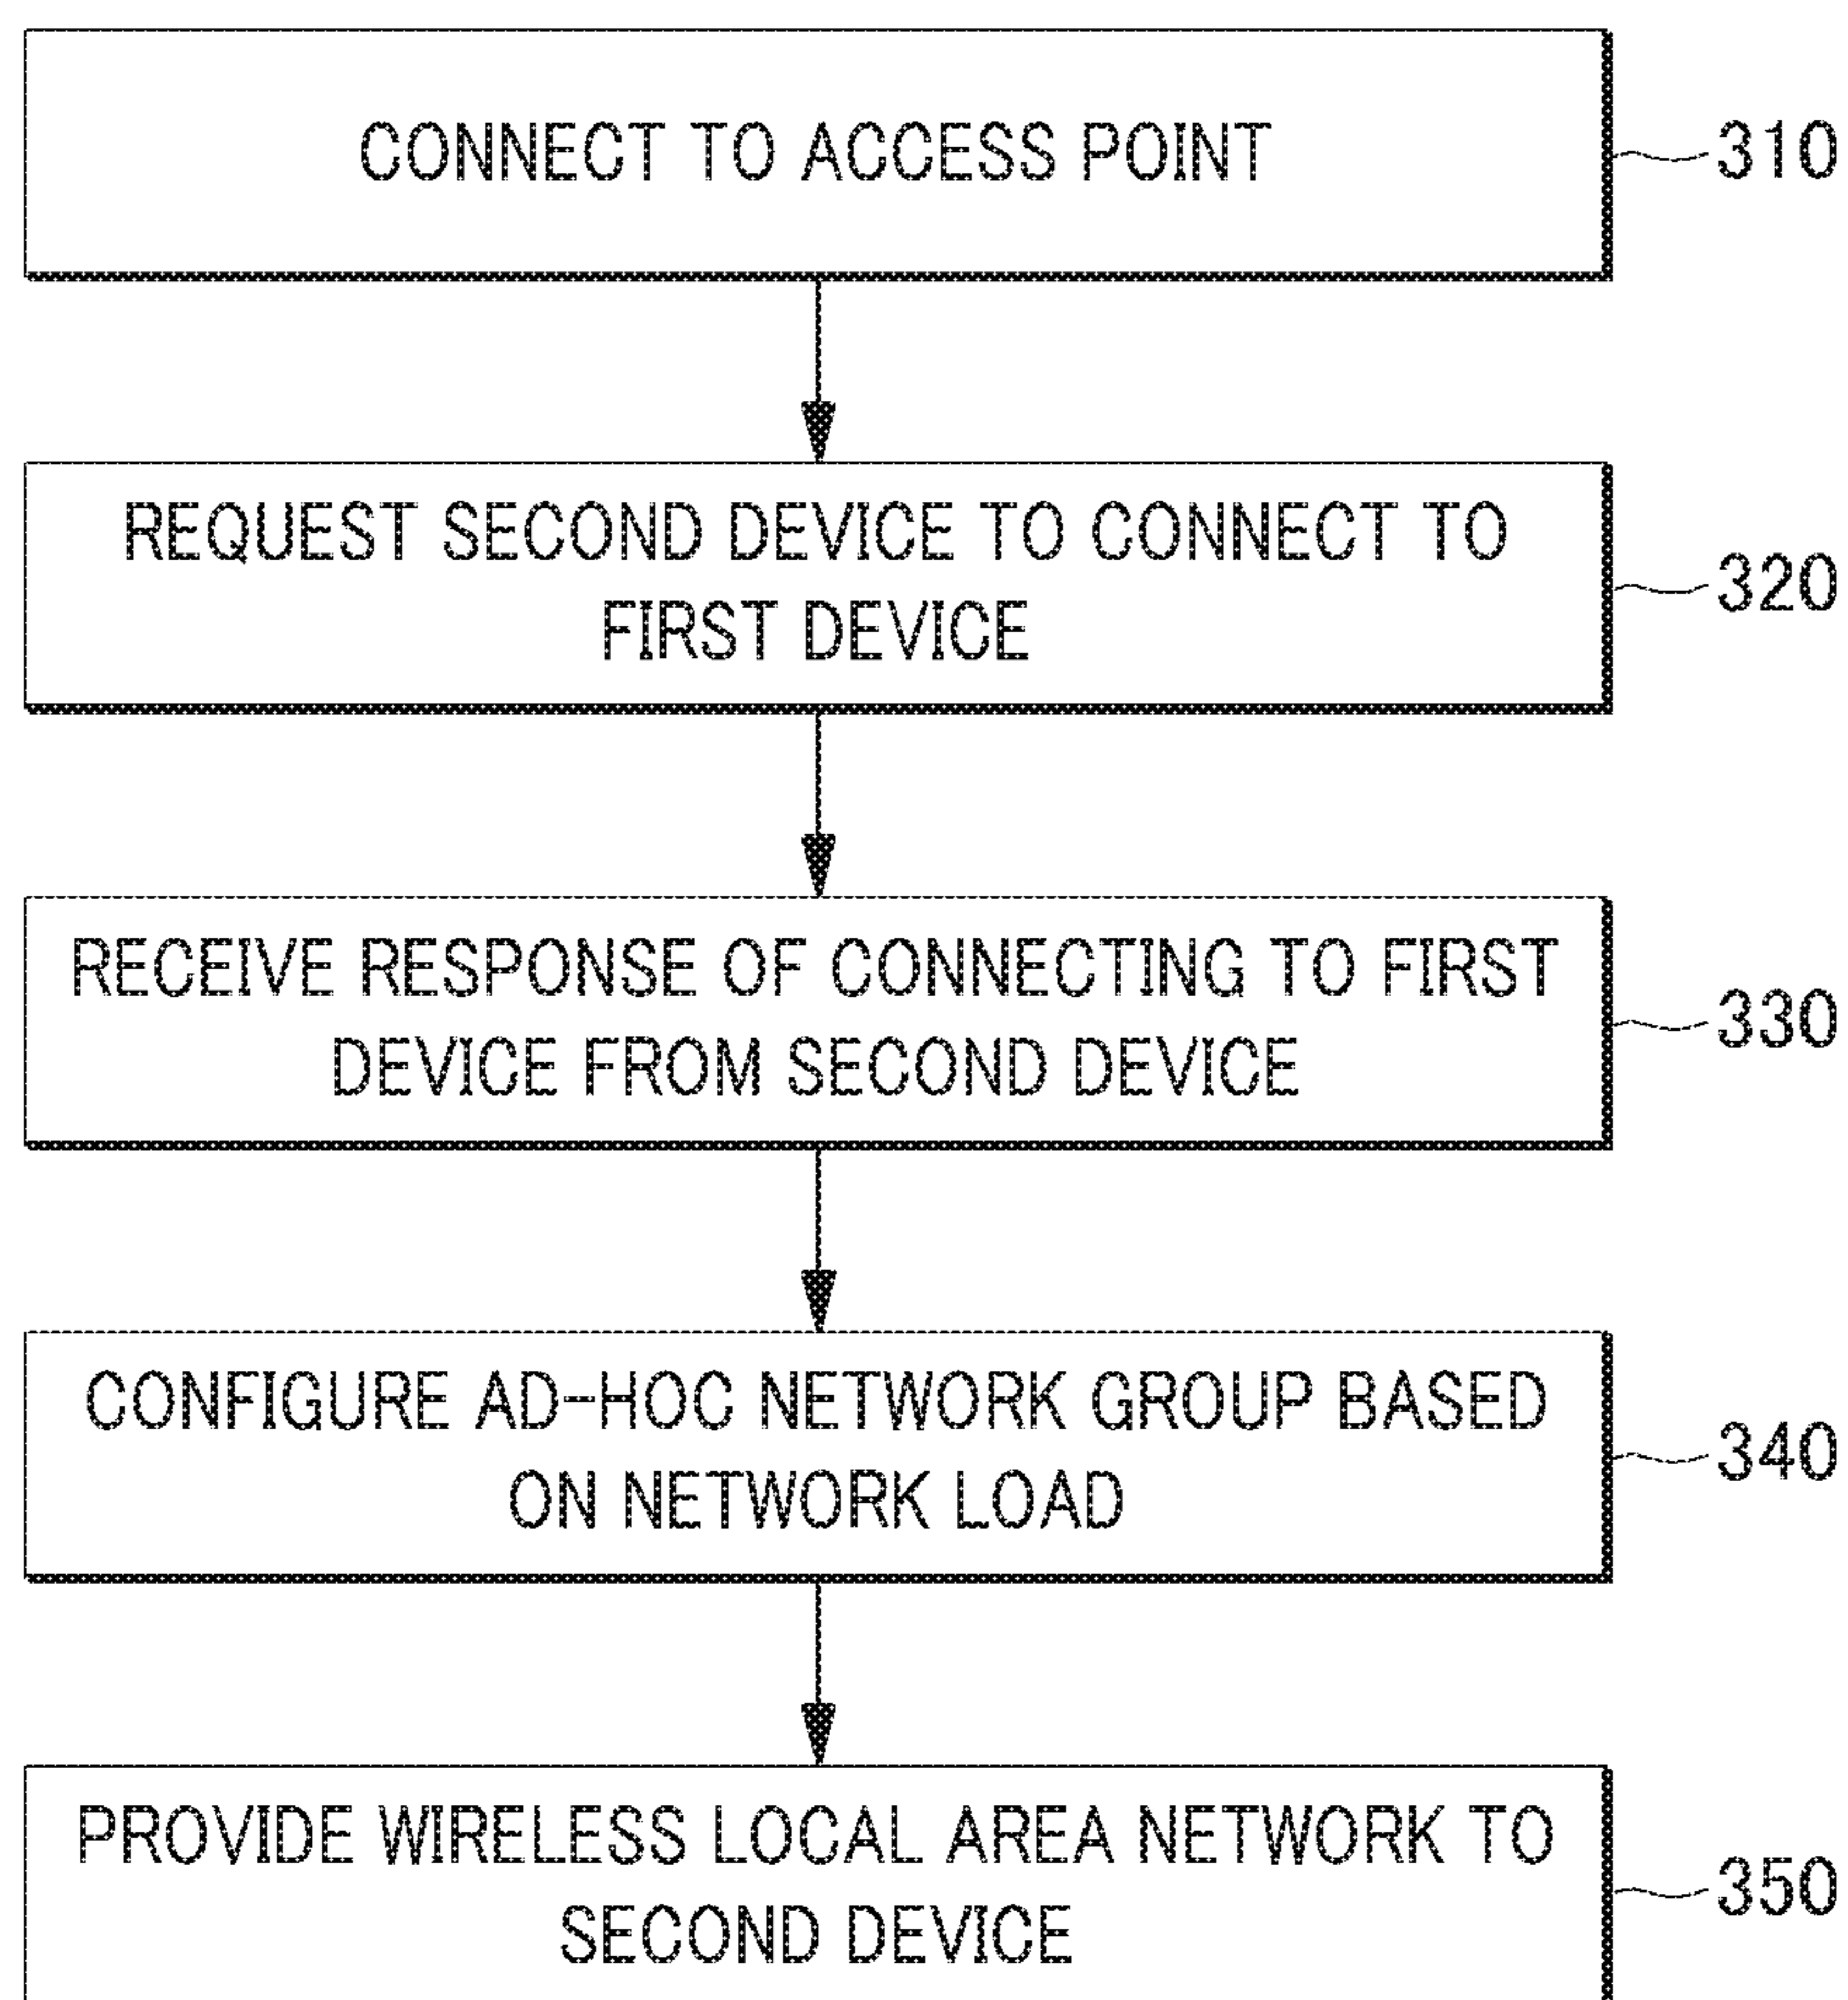 CONNECT TO ACCESS POINT
310
REQUEST SECOND DEVICE TO CONNECT TO
FIRST DEVICE
320
RECEIVE RESPONSE OF CONNECTING TO FIRST
DEVICE FROM SECOND DEVICE
330
CONFIGURE AD-HOC NETWORK GROUP BASED
ON NETWORK LOAD
340
PROVIDE WIRELESS LOCAL AREA NETWORK TO
SECOND DEVICE
350